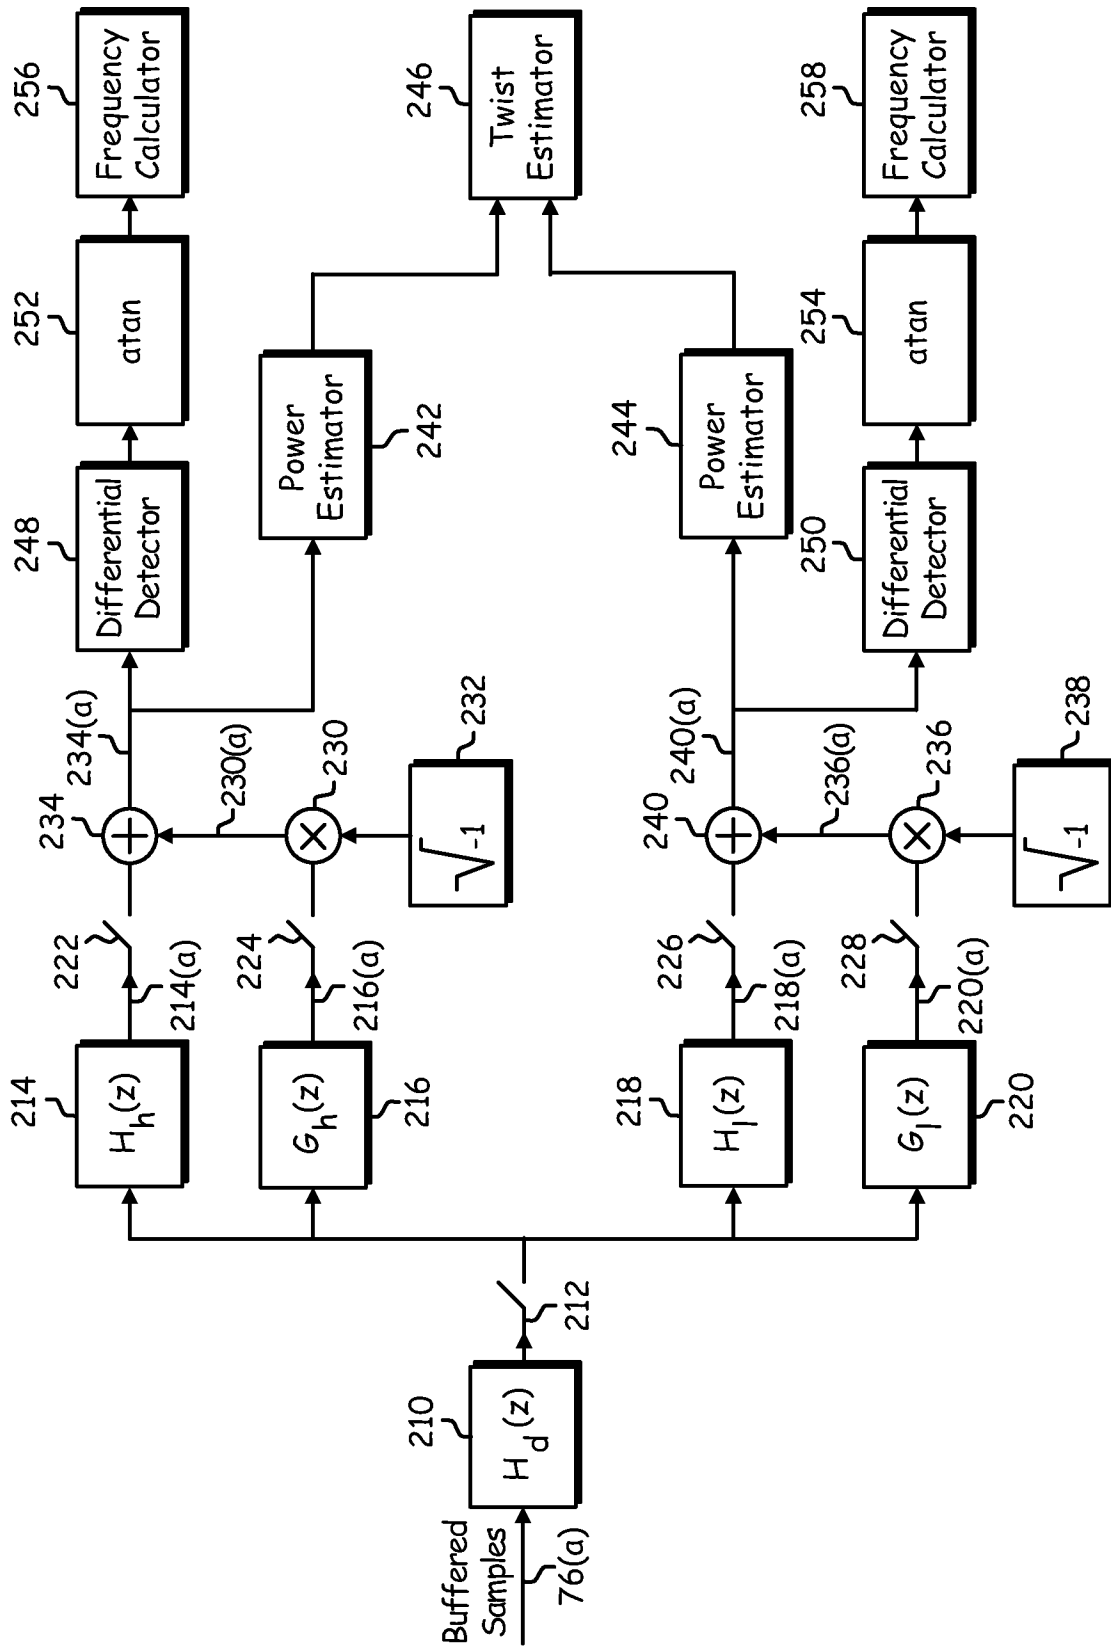 Buffered
Samples
76(a)
210
H_d(z)
212
214
H_h(z)
214(a)
222
234
234(a)
216
G_h(z)
216(a)
224
230
230(a)
√-1
232
248
Differential
Detector
252
atan
256
Frequency
Calculator
Power
Estimator
242
246
Twist
Estimator
218
H_l(z)
218(a)
226
240
240(a)
220
G_l(z)
220(a)
228
236
236(a)
√-1
238
244
Power
Estimator
250
Differential
Detector
254
atan
258
Frequency
Calculator